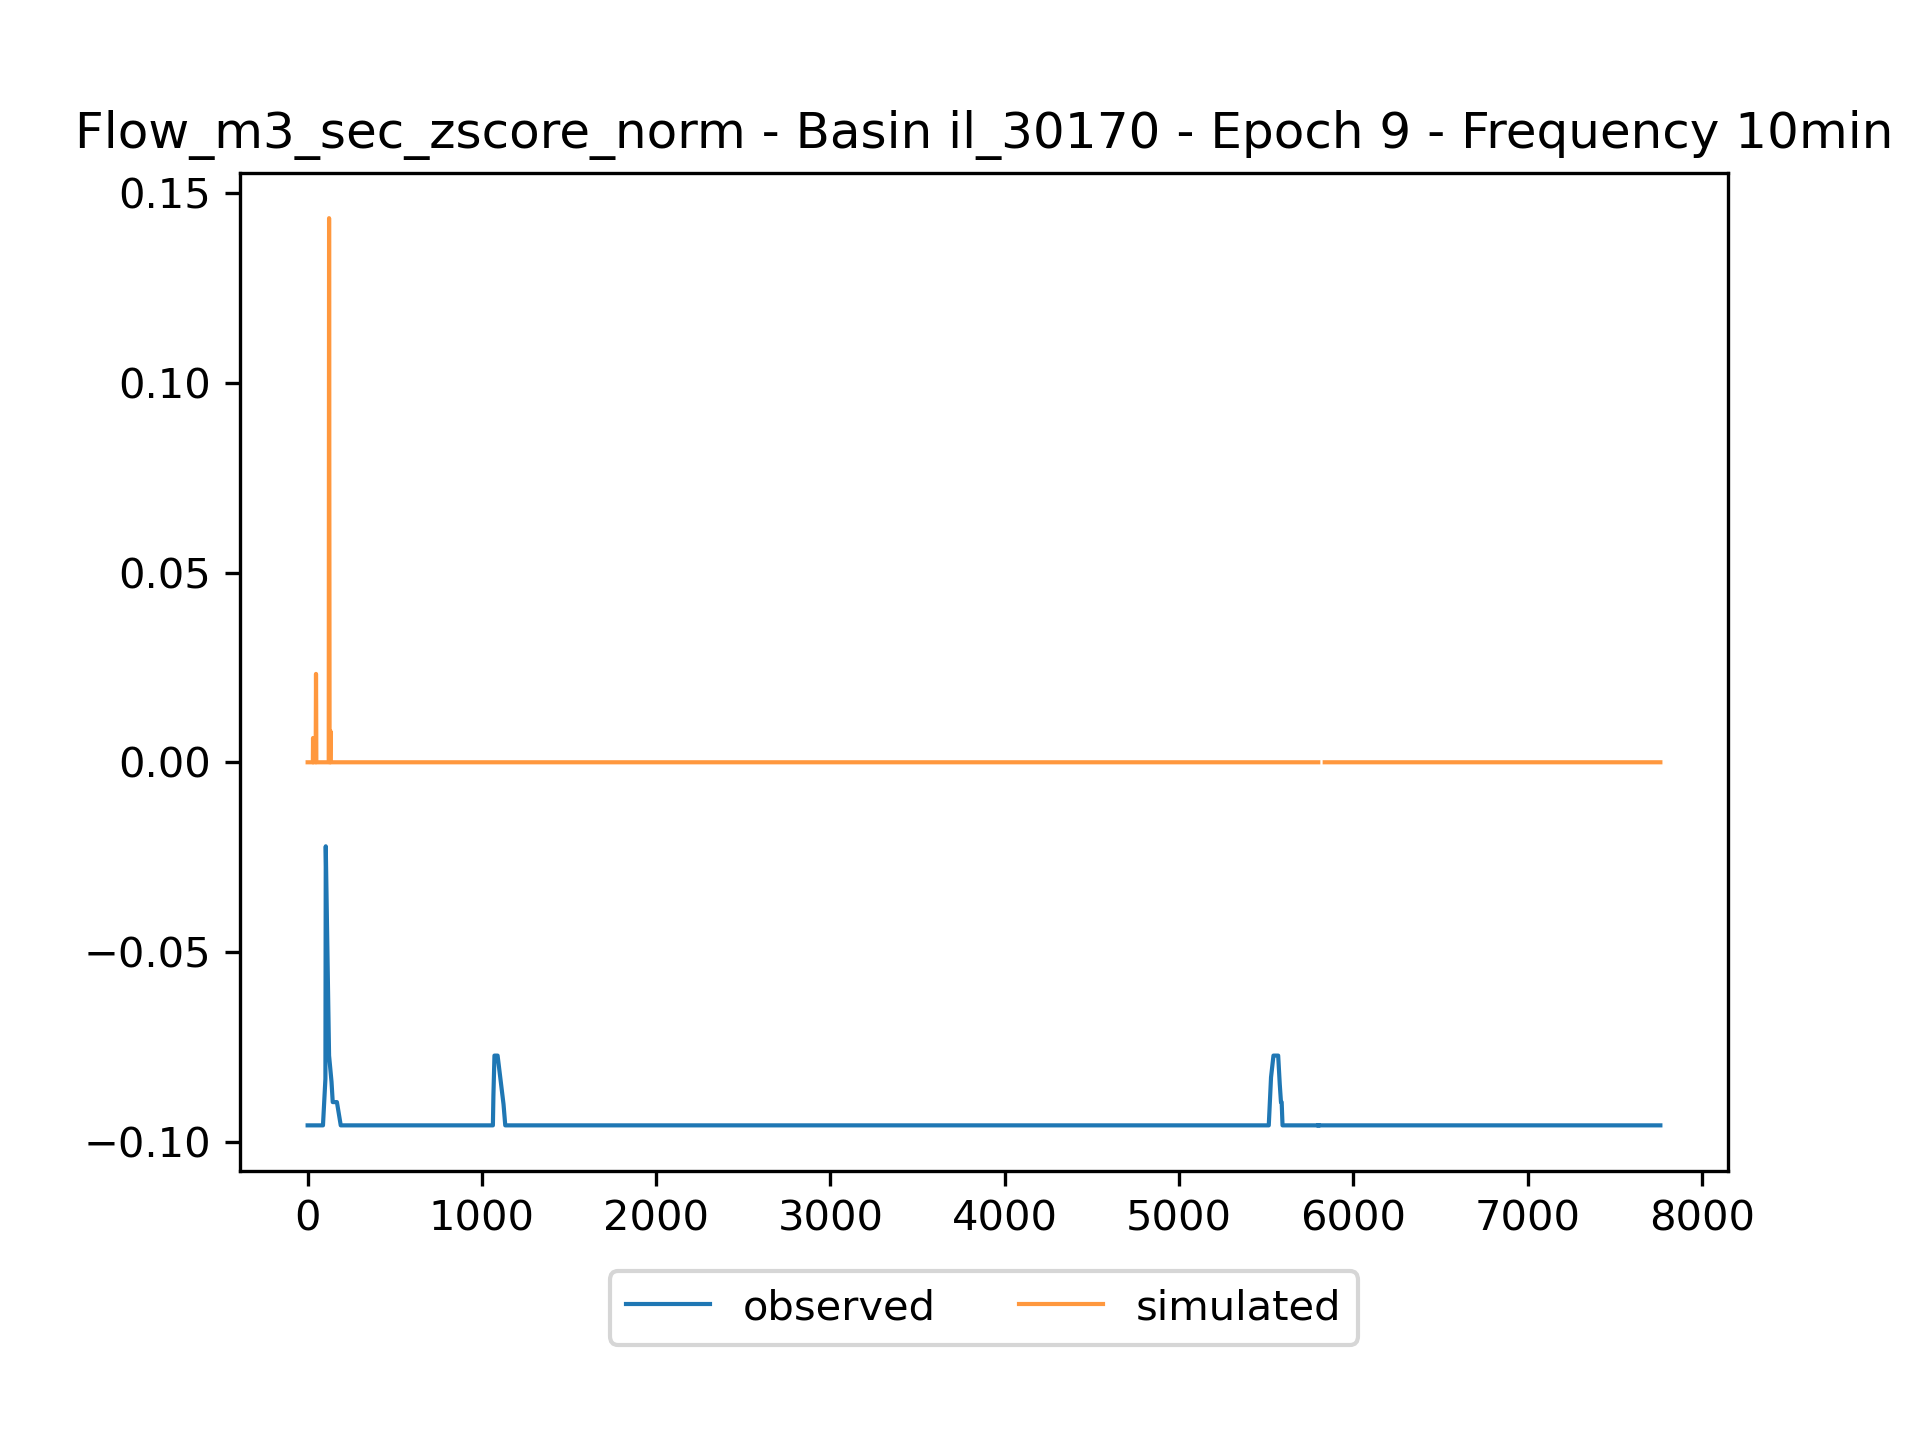 Flow_m3_sec_zscore_norm - Basin il_30170 - Epoch 9 - Frequency 10min
0.15
0.10
0.05
0.00
−0.05
−0.10
0 1000 2000 3000 4000 5000 6000 7000 8000
observed simulated